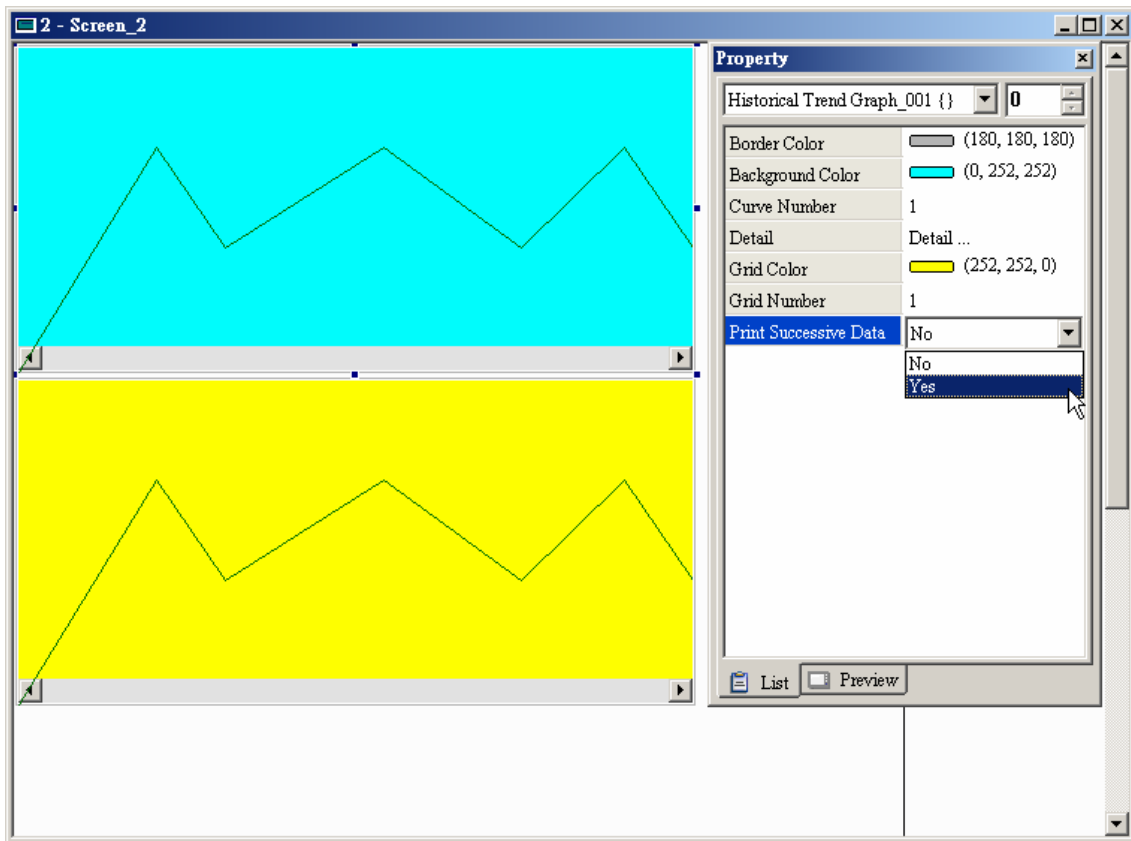 2 - Screen_2
Property
Historical Trend Graph_001 {} 0
Border Color (180, 180, 180)
Background Color (0, 252, 252)
Curve Number 1
Detail Detail ...
Grid Color (252, 252, 0)
Grid Number 1
Print Successive Data No
No
Yes
List Preview